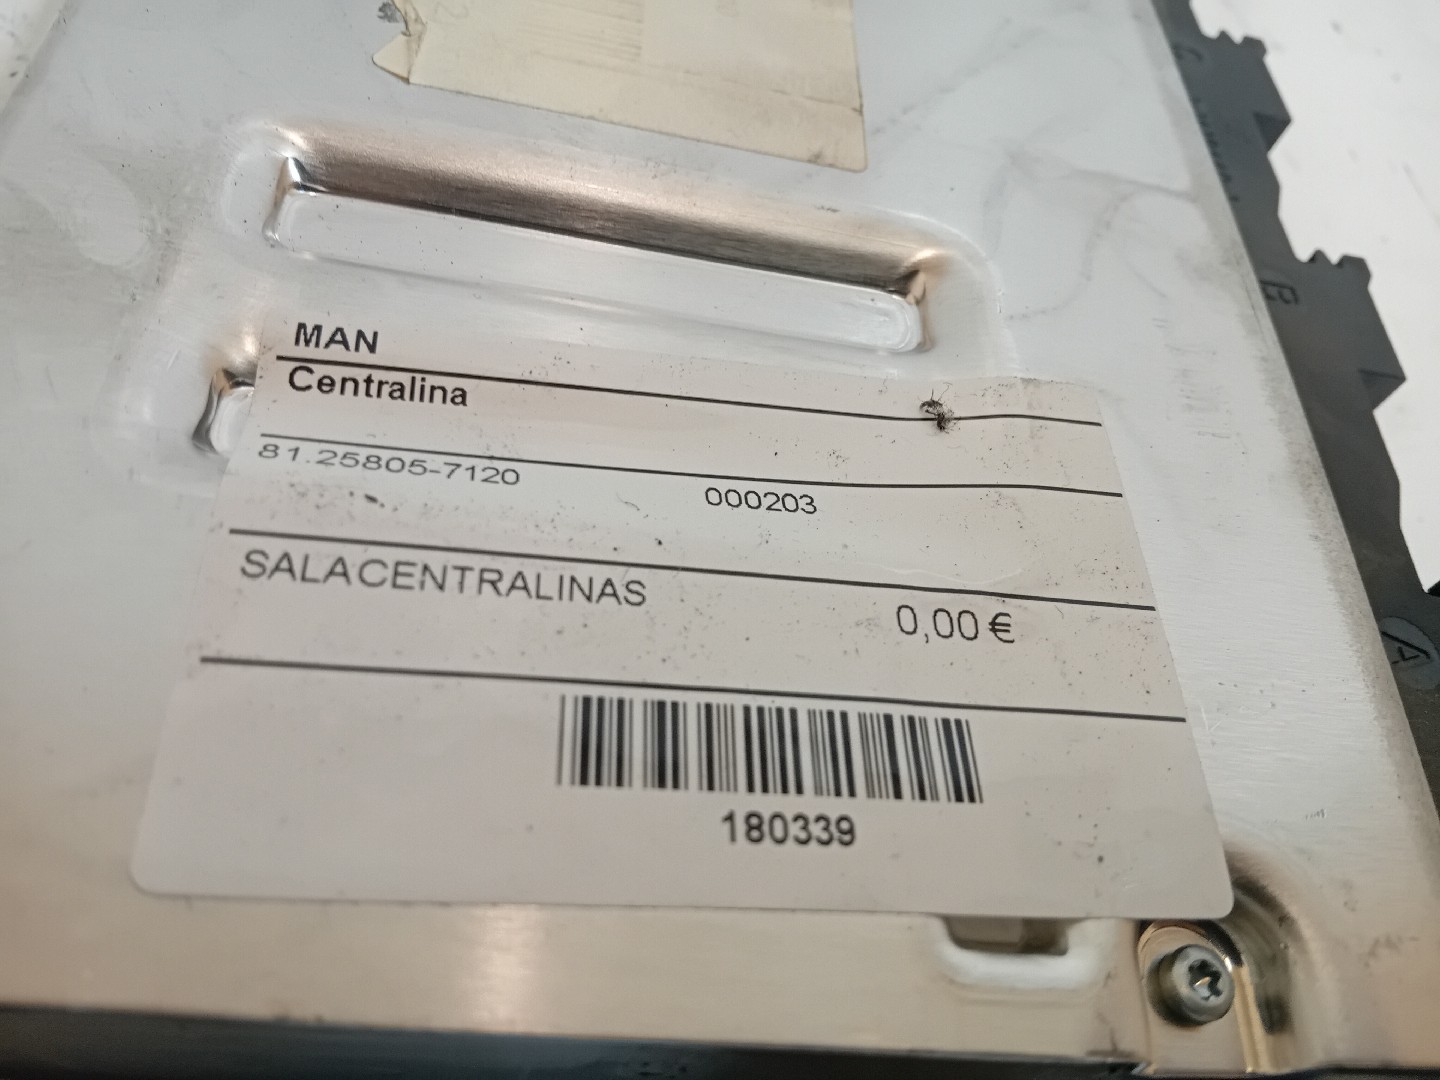 MAN
Centralina
81.25805-7120 000203
SALACENTRALINAS 0,00 €
180339
B
A